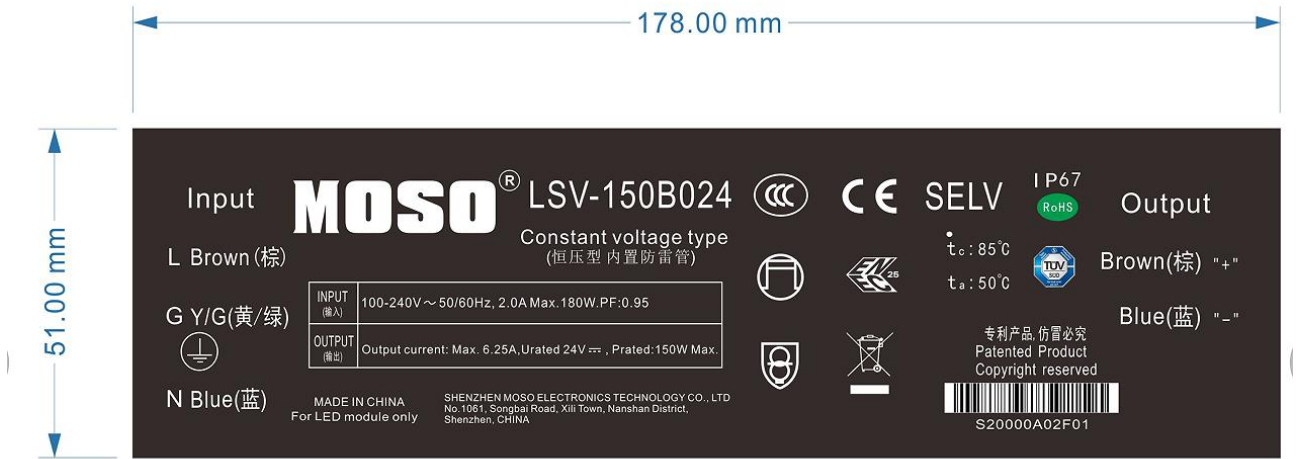 178.00 mm
51.00 mm
Input
L Brown(棕)
G Y/G(黄/绿)
N Blue(蓝)
MOSO® LSV-150B024
Constant voltage type
(恒压型 内置防雷管)
INPUT
(输入)
100-240V～50/60Hz, 2.0A Max.180W.PF:0.95
OUTPUT
(输出)
Output current: Max. 6.25A,Urated 24V⎓, Prated:150W Max.
MADE IN CHINA
For LED module only
SHENZHEN MOSO ELECTRONICS TECHNOLOGY CO., LTD
No.1061, Songbai Road, Xili Town, Nanshan District,
Shenzhen, CHINA
CCC
CE
SELV
IP67
RoHS
25
tc:85℃
ta:50℃
TÜV
SÜD
专利产品,仿冒必究
Patented Product
Copyright reserved
S20000A02F01
Output
Brown(棕) "+"
Blue(蓝) "-"